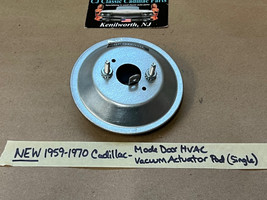 CJ Classic Cadillac Parts
Kenilworth, NJ
NEW 1959-1970 Cadillac- Mode Door HVAC
Vacuum Actuator Pod (Single)